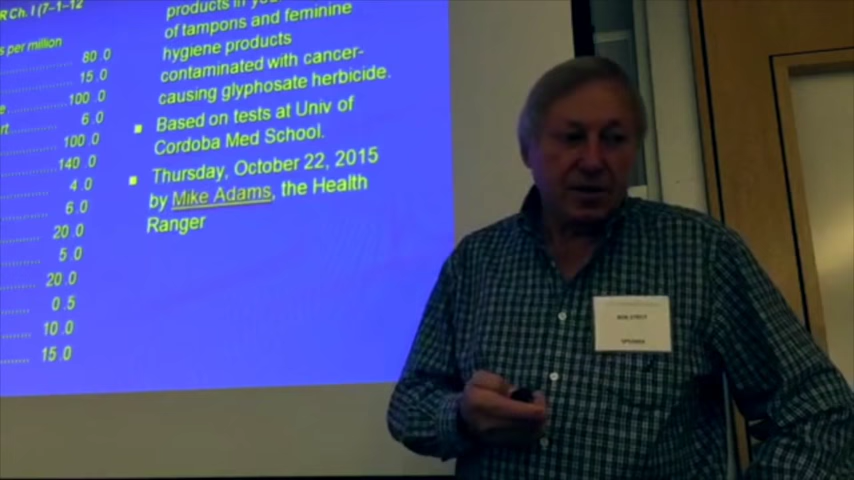 R Ch. I (7–1–12
s per million
80.0
15.0
100.0
6.0
100.0
140.0
4.0
6.0
20.0
5.0
20.0
0.5
10.0
15.0
products in you
of tampons and feminine
hygiene products
contaminated with cancer-
causing glyphosate herbicide.
Based on tests at Univ of
Cordoba Med School.
Thursday, October 22, 2015
by Mike Adams, the Health
Ranger